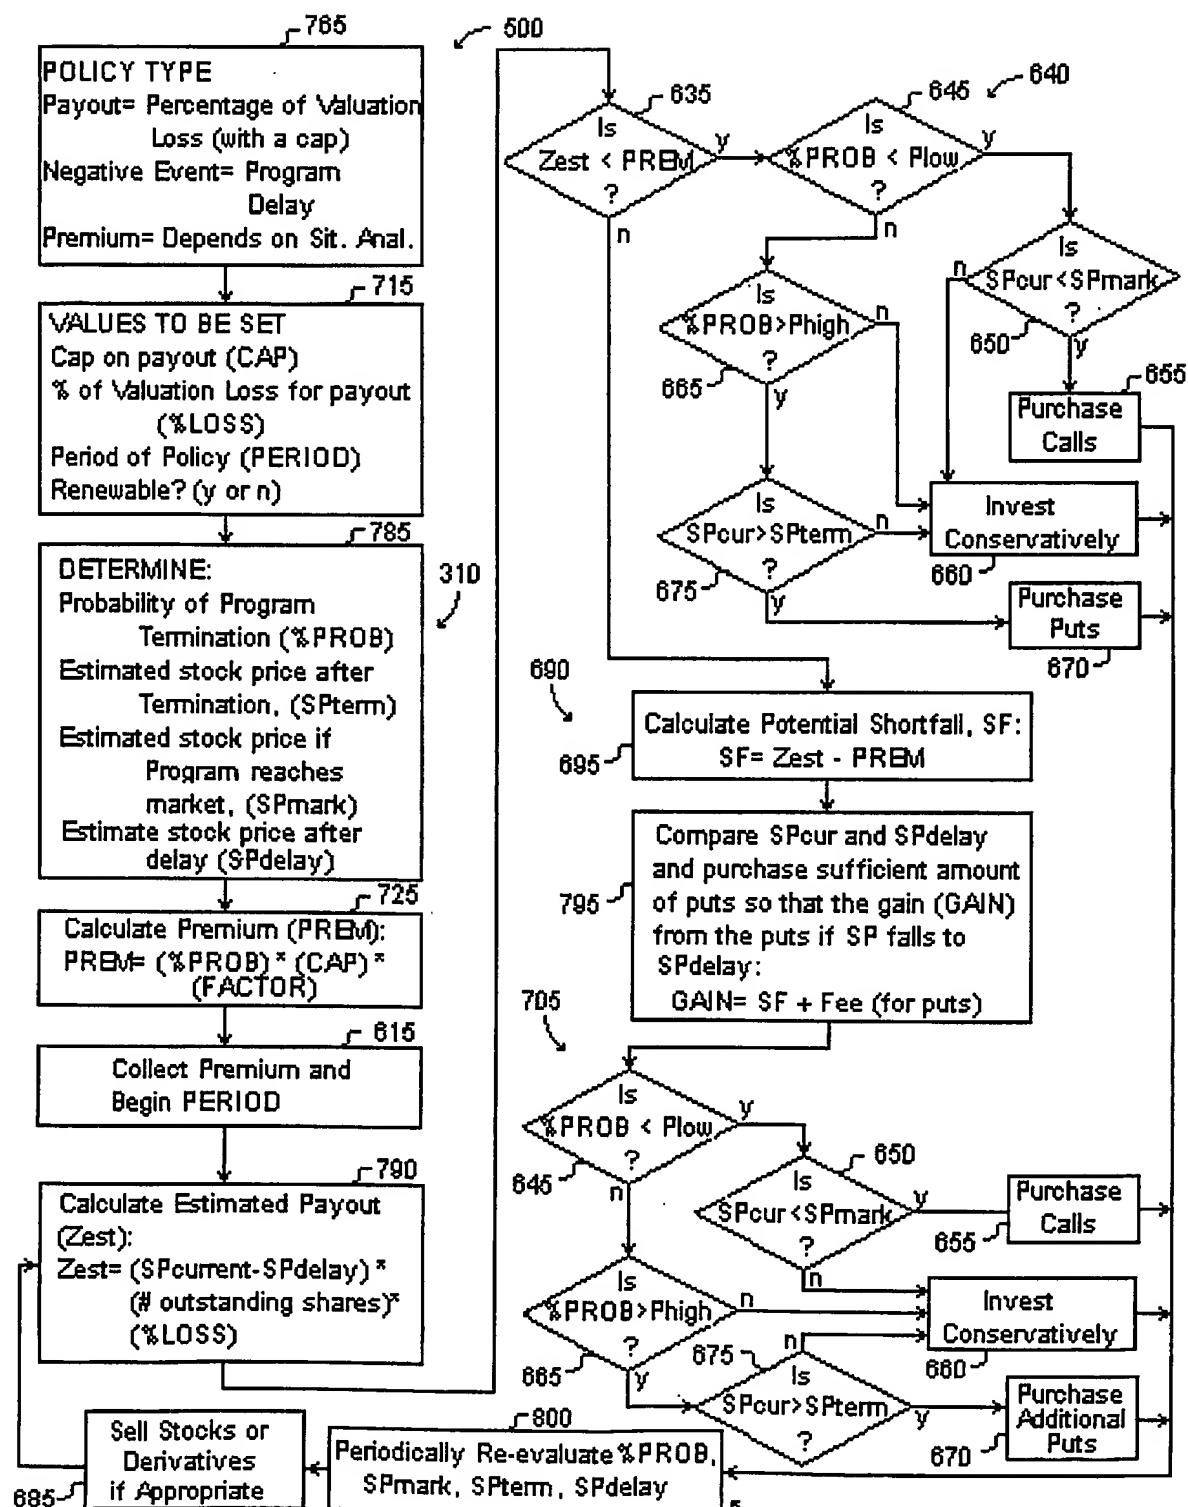 765
500
POLICY TYPE
Payout= Percentage of Valuation
Loss (with a cap)
Negative Event= Program
Delay
Premium= Depends on Sit. Anal.
715
VALUES TO BE SET
Cap on payout (CAP)
% of Valuation Loss for payout
(%LOSS)
Period of Policy (PERIOD)
Renewable? (y or n)
785
310
DETERMINE:
Probability of Program
Termination (%PROB)
Estimated stock price after
Termination, (SPterm)
Estimated stock price if
Program reaches
market, (SPmark)
Estimate stock price after
delay (SPdelay)
725
Calculate Premium (PREM):
PREM= (%PROB)* (CAP)*
(FACTOR)
615
Collect Premium and
Begin PERIOD
790
Calculate Estimated Payout
(Zest):
Zest= (SPcurrent-SPdelay)*
(# outstanding shares)*
(%LOSS)
635
Is
Zest < PREM
?
y
n
645
640
Is
%PROB < Plow
?
y
n
Is
SPcur<SPmark
?
n
y
650
655
Purchase
Calls
Is
%PROB>Phigh
?
n
y
665
Is
SPcur>SPterm
?
n
y
675
Invest
Conservatively
660
Purchase
Puts
670
690
Calculate Potential Shortfall, SF:
SF= Zest - PREM
695
Compare SPcur and SPdelay
and purchase sufficient amount
of puts so that the gain (GAIN)
from the puts if SP falls to
SPdelay:
GAIN= SF + Fee (for puts)
795
705
Is
%PROB < Plow
?
y
n
645
650
Is
SPcur<SPmark
?
y
n
Purchase
Calls
655
Is
%PROB>Phigh
?
n
y
665
Invest
Conservatively
660
675
n
Is
SPcur>SPterm
?
y
Purchase
Additional
Puts
670
800
Periodically Re-evaluate %PROB,
SPmark, SPterm, SPdelay
Sell Stocks or
Derivatives
if Appropriate
685